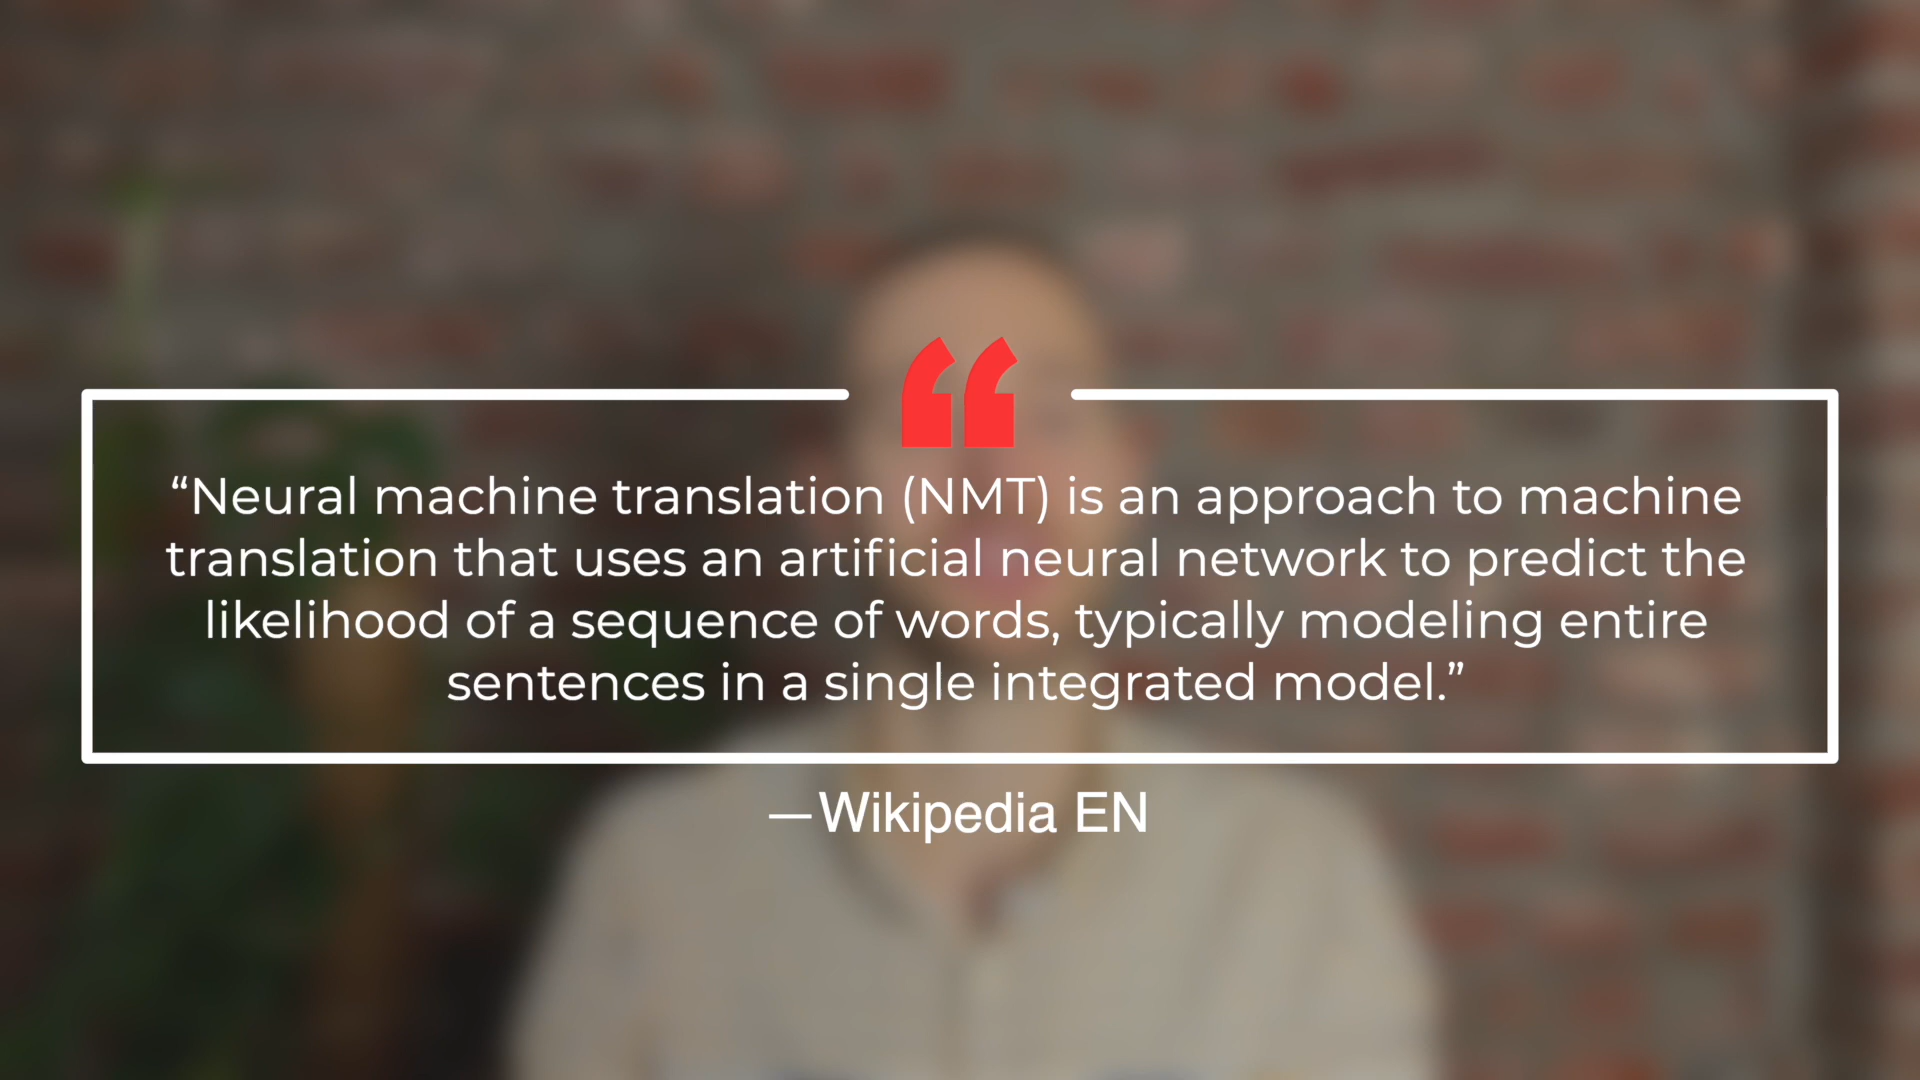 “Neural machine translation (NMT) is an approach to machine
translation that uses an artificial neural network to predict the
likelihood of a sequence of words, typically modeling entire
sentences in a single integrated model.”
—Wikipedia EN